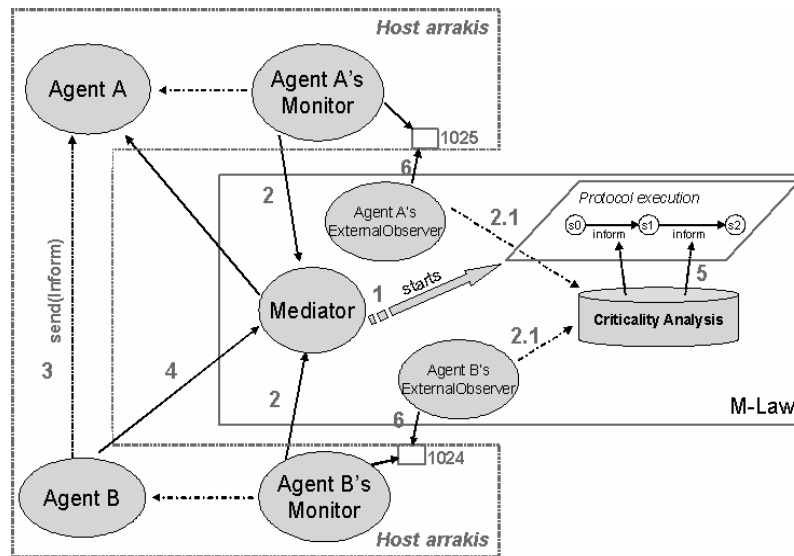 Host arrakis
Agent A
Agent A's
Monitor
1025
6
2
Agent A's
ExternalObserver
2.1
Protocol execution
s0
s1
s2
inform
inform
send(Inform)
Mediator
1
starts
5
Criticality Analysis
3
4
2.1
2
Agent B's
ExternalObserver
M-Law
6
1024
Agent B
Agent B's
Monitor
Host arrakis